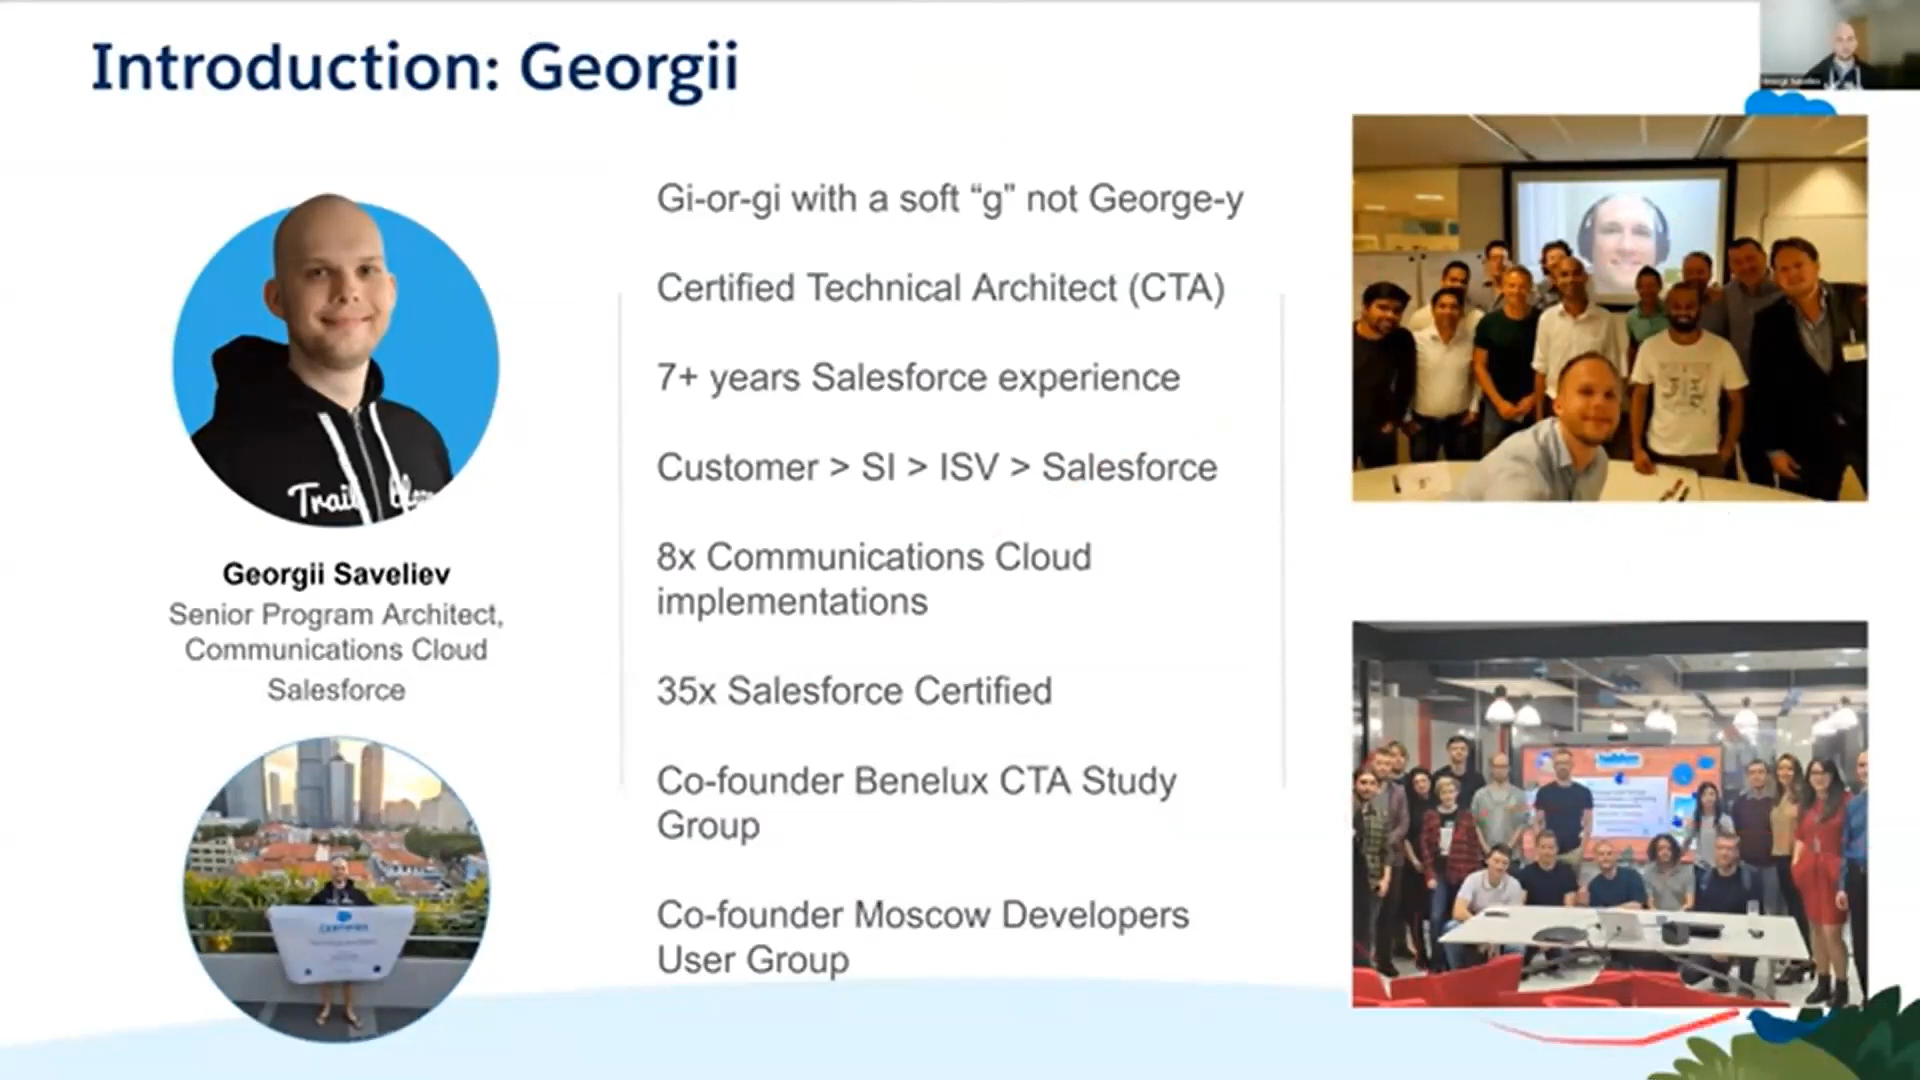 Introduction: Georgii
Gi-or-gi with a soft “g” not George-y
Certified Technical Architect (CTA)
7+ years Salesforce experience
Customer > SI > ISV > Salesforce
8x Communications Cloud
implementations
35x Salesforce Certified
Co-founder Benelux CTA Study
Group
Co-founder Moscow Developers
User Group
Georgii Saveliev
Senior Program Architect,
Communications Cloud
Salesforce